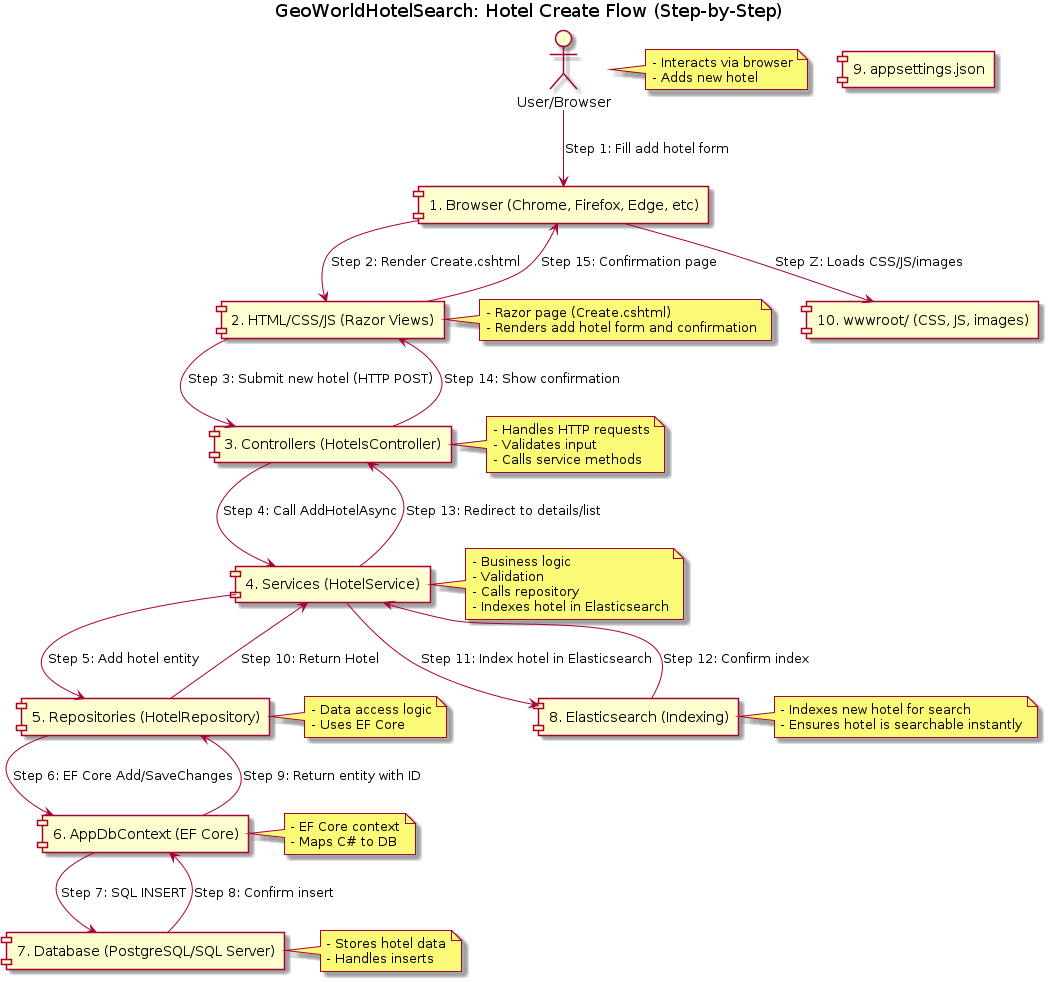 GeoWorldHotelSearch: Hotel Create Flow (Step-by-Step)
- Interacts via browser
- Adds new hotel
9. appsettings.json
User/Browser
Step 1: Fill add hotel form
1. Browser (Chrome, Firefox, Edge, etc)
Step 2: Render Create.cshtml
Step 15: Confirmation page
Step Z: Loads CSS/JS/images
2. HTML/CSS/JS (Razor Views)
- Razor page (Create.cshtml)
- Renders add hotel form and confirmation
10. wwwroot/ (CSS, JS, images)
Step 3: Submit new hotel (HTTP POST)
Step 14: Show confirmation
3. Controllers (HotelsController)
- Handles HTTP requests
- Validates input
- Calls service methods
Step 4: Call AddHotelAsync
Step 13: Redirect to details/list
4. Services (HotelService)
- Business logic
- Validation
- Calls repository
- Indexes hotel in Elasticsearch
Step 5: Add hotel entity
Step 10: Return Hotel
Step 11: Index hotel in Elasticsearch
Step 12: Confirm index
5. Repositories (HotelRepository)
- Data access logic
- Uses EF Core
8. Elasticsearch (Indexing)
- Indexes new hotel for search
- Ensures hotel is searchable instantly
Step 6: EF Core Add/SaveChanges
Step 9: Return entity with ID
6. AppDbContext (EF Core)
- EF Core context
- Maps C# to DB
Step 7: SQL INSERT
Step 8: Confirm insert
7. Database (PostgreSQL/SQL Server)
- Stores hotel data
- Handles inserts